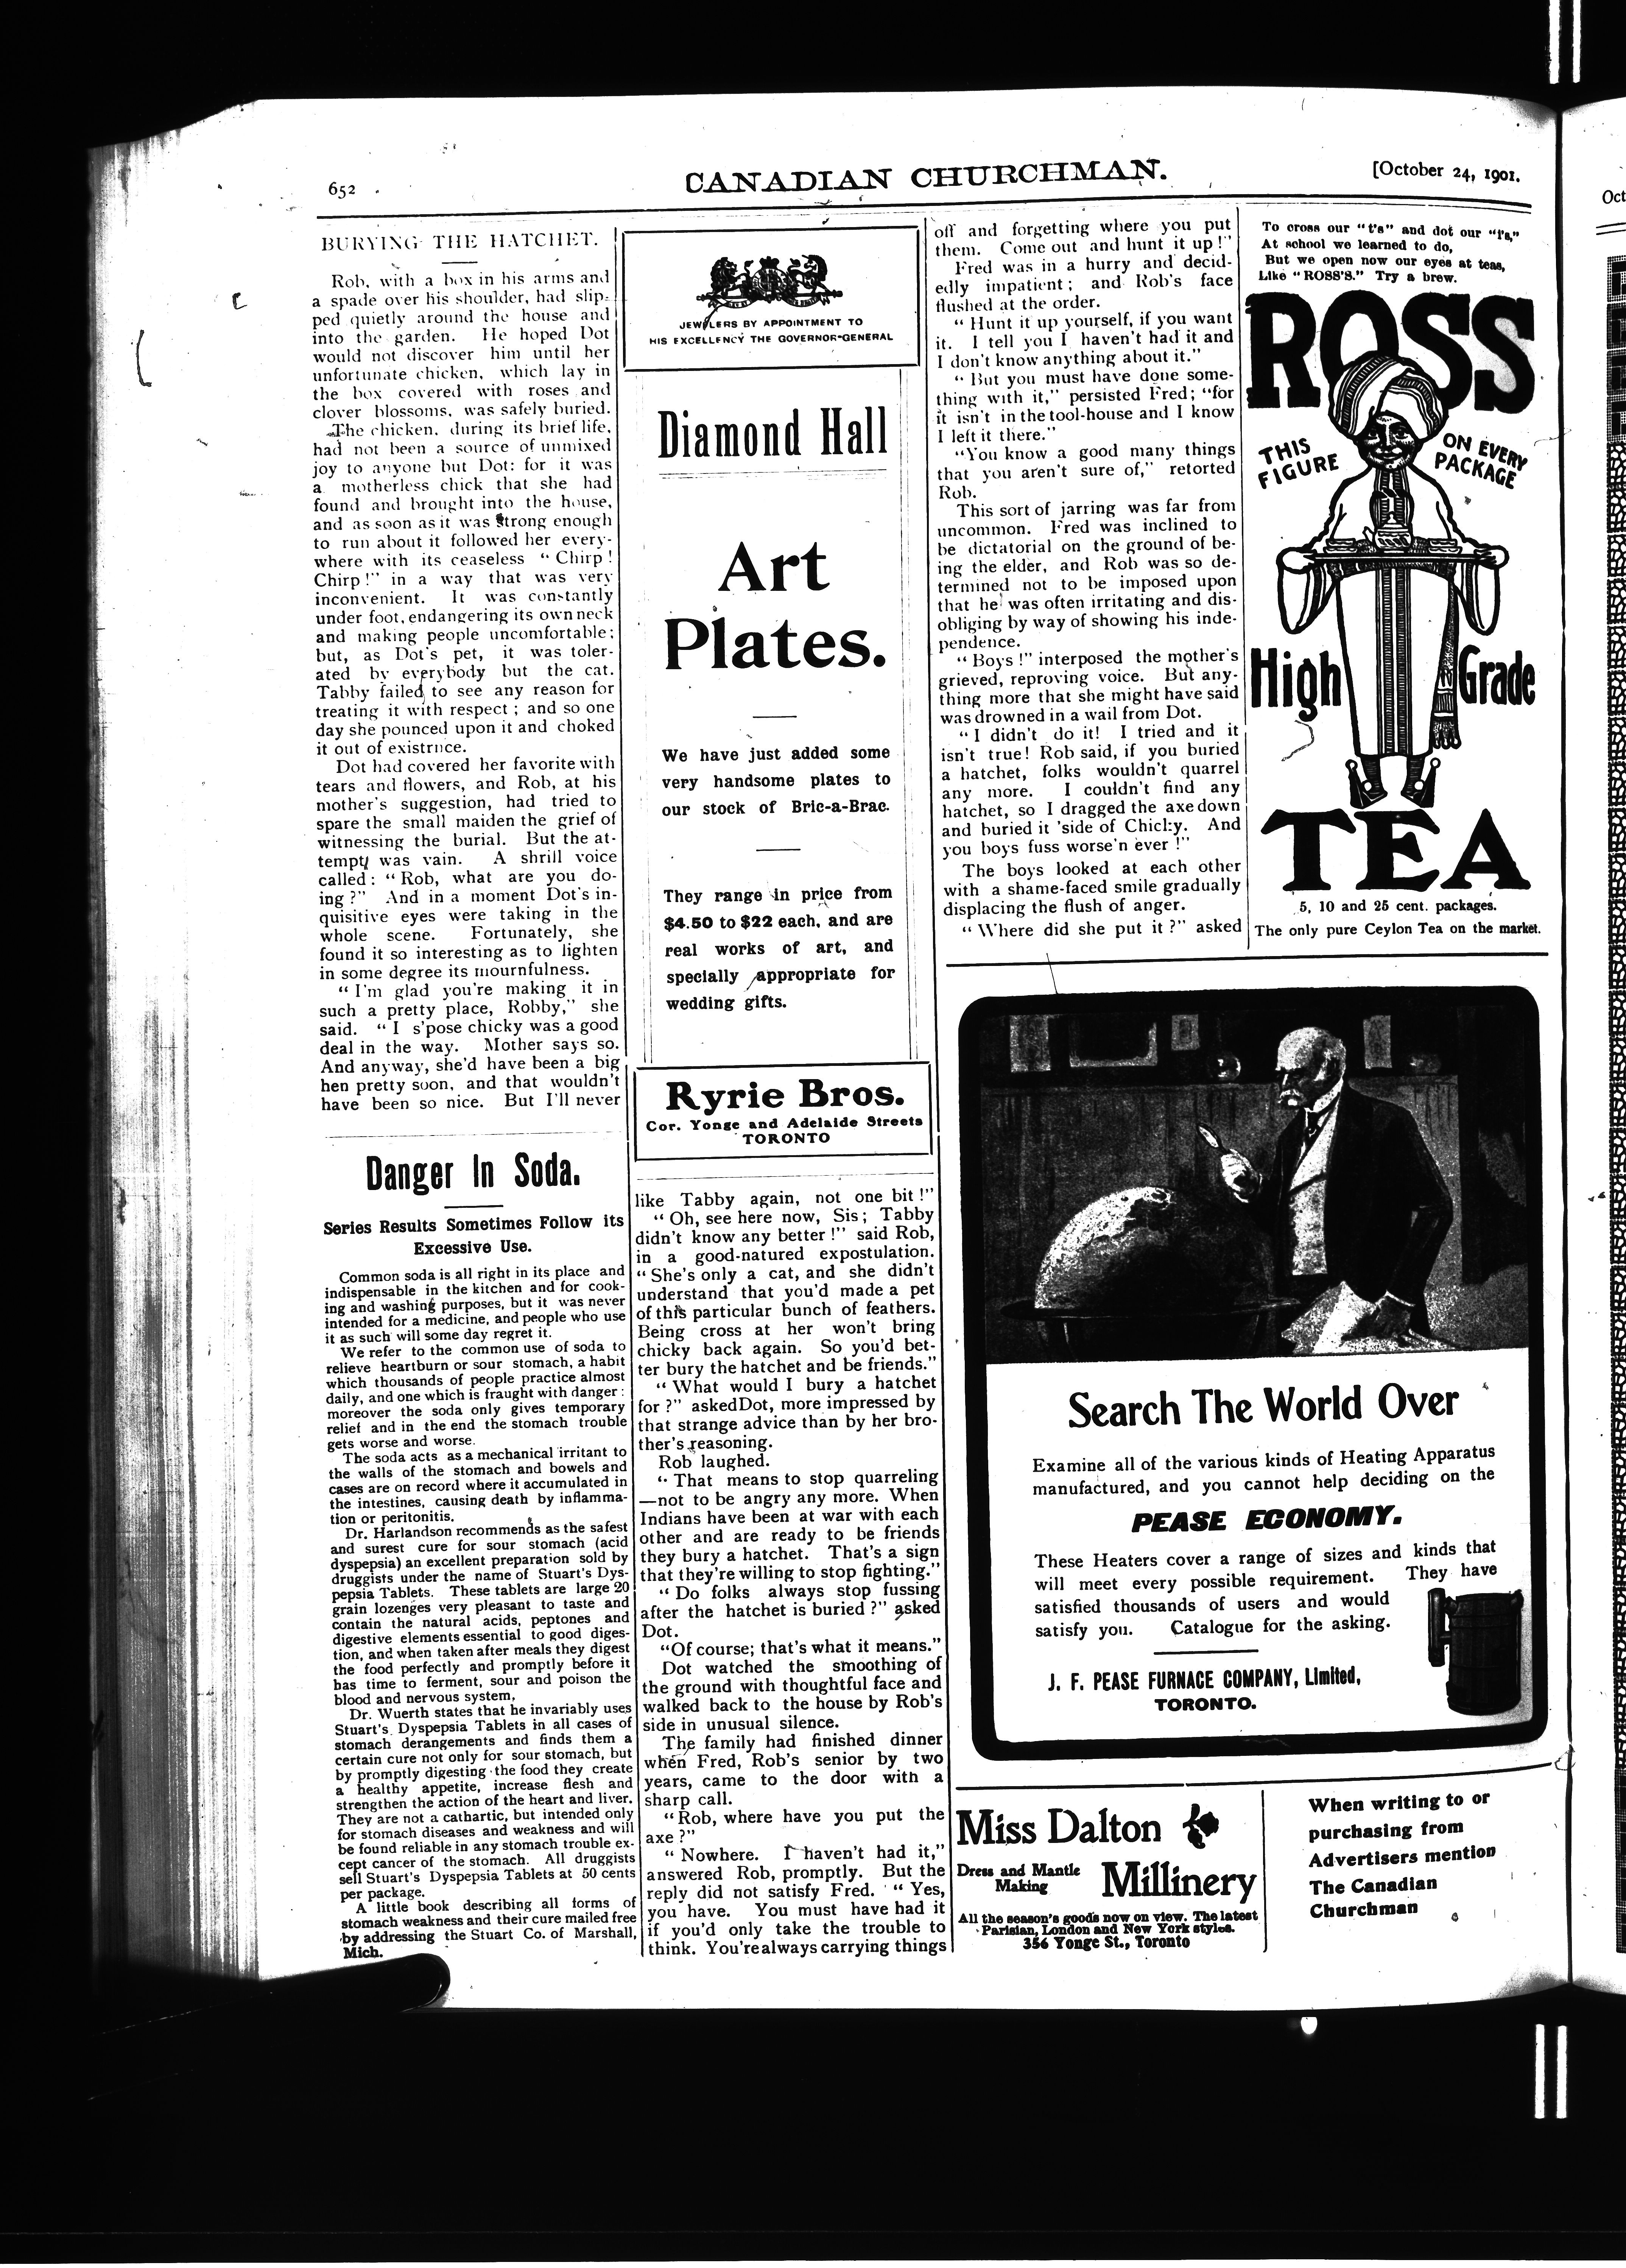 652
CANADIAN CHURCHMAN.
[October 24, 1901.
BURYING THE HATCHET.
Rob, with a box in his arms and
a spade over his shoulder, had slip-
ped quietly around the house and
into the garden. He hoped Dot
would not discover him until her
unfortunate chicken, which lay in
the box covered with roses and
clover blossoms, was safely buried.
The chicken, during its brief life,
had not been a source of unmixed
joy to anyone but Dot: for it was
a motherless chick that she had
found and brought into the house,
and as soon as it was strong enough
to run about it followed her every-
where with its ceaseless "Chirp!
Chirp!" in a way that was very
inconvenient. It was constantly
under foot, endangering its own neck
and making people uncomfortable;
but, as Dot's pet, it was toler-
ated by everybody but the cat.
Tabby failed to see any reason for
treating it with respect; and so one
day she pounced upon it and choked
it out of existrnce.
Dot had covered her favorite with
tears and flowers, and Rob, at his
mother's suggestion, had tried to
spare the small maiden the grief of
witnessing the burial. But the at-
tempt was vain. A shrill voice
called: "Rob, what are you do-
ing?" And in a moment Dot's in-
quisitive eyes were taking in the
whole scene. Fortunately, she
found it so interesting as to lighten
in some degree its mournfulness.
"I'm glad you're making it in
such a pretty place, Robby," she
said. "I s'pose chicky was a good
deal in the way. Mother says so.
And anyway, she'd have been a big
hen pretty soon, and that wouldn't
have been so nice. But I'll never
Danger In Soda.
Series Results Sometimes Follow its
Excessive Use.
Common soda is all right in its place and
indispensable in the kitchen and for cook-
ing and washing purposes, but it was never
intended for a medicine, and people who use
it as such will some day regret it.
We refer to the common use of soda to
relieve heartburn or sour stomach, a habit
which thousands of people practice almost
daily, and one which is fraught with danger:
moreover the soda only gives temporary
relief and in the end the stomach trouble
gets worse and worse.
The soda acts as a mechanical irritant to
the walls of the stomach and bowels and
cases are on record where it accumulated in
the intestines, causing death by inflamma-
tion or peritonitis.
Dr. Harlandson recommends as the safest
and surest cure for sour stomach (acid
dyspepsia) an excellent preparation sold by
druggists under the name of Stuart's Dys-
pepsia Tablets. These tablets are large 20
grain lozenges very pleasant to taste and
contain the natural acids, peptones and
digestive elements essential to good diges-
tion, and when taken after meals they digest
the food perfectly and promptly before it
has time to ferment, sour and poison the
blood and nervous system,
Dr. Wuerth states that he invariably uses
Stuart's Dyspepsia Tablets in all cases of
stomach derangements and finds them a
certain cure not only for sour stomach, but
by promptly digesting the food they create
a healthy appetite, increase flesh and
strengthen the action of the heart and liver.
They are not a cathartic, but intended only
for stomach diseases and weakness and will
be found reliable in any stomach trouble ex-
cept cancer of the stomach. All druggists
sell Stuart's Dyspepsia Tablets at 50 cents
per package.
A little book describing all forms of
stomach weakness and their cure mailed free
by addressing the Stuart Co. of Marshall,
Mich.
JEWELERS BY APPOINTMENT TO
HIS EXCELLENCY THE GOVERNOR-GENERAL
Diamond Hall
Art
Plates.
We have just added some
very handsome plates to
our stock of Bric-a-Brac.
They range in price from
$4.50 to $22 each, and are
real works of art, and
specially appropriate for
wedding gifts.
Ryrie Bros.
Cor. Yonge and Adelaide Streets
TORONTO
like Tabby again, not one bit!"
"Oh, see here now, Sis; Tabby
didn't know any better!" said Rob,
in a good-natured expostulation.
"She's only a cat, and she didn't
understand that you'd made a pet
of this particular bunch of feathers.
Being cross at her won't bring
chicky back again. So you'd bet-
ter bury the hatchet and be friends."
"What would I bury a hatchet
for?" asked Dot, more impressed by
that strange advice than by her bro-
ther's reasoning.
Rob laughed.
"That means to stop quarreling
—not to be angry any more. When
Indians have been at war with each
other and are ready to be friends
they bury a hatchet. That's a sign
that they're willing to stop fighting."
"Do folks always stop fussing
after the hatchet is buried?" asked
Dot.
"Of course; that's what it means."
Dot watched the smoothing of
the ground with thoughtful face and
walked back to the house by Rob's
side in unusual silence.
The family had finished dinner
when Fred, Rob's senior by two
years, came to the door with a
sharp call.
"Rob, where have you put the
axe?"
"Nowhere. I haven't had it,"
answered Rob, promptly. But the
reply did not satisfy Fred. "Yes,
you have. You must have had it
if you'd only take the trouble to
think. You're always carrying things
off and forgetting where you put
them. Come out and hunt it up!"
Fred was in a hurry and decid-
edly impatient; and Rob's face
flushed at the order.
"Hunt it up yourself, if you want
it. I tell you I haven't had it and
I don't know anything about it."
"But you must have done some-
thing with it," persisted Fred; "for
it isn't in the tool-house and I know
I left it there."
"You know a good many things
that you aren't sure of," retorted
Rob.
This sort of jarring was far from
uncommon. Fred was inclined to
be dictatorial on the ground of be-
ing the elder, and Rob was so de-
termined not to be imposed upon
that he was often irritating and dis-
obliging by way of showing his inde-
pendence.
"Boys!" interposed the mother's
grieved, reproving voice. But any-
thing more that she might have said
was drowned in a wail from Dot.
"I didn't do it! I tried and it
isn't true! Rob said, if you buried
a hatchet, folks wouldn't quarrel
any more. I couldn't find any
hatchet, so I dragged the axe down
and buried it 'side of Chicky. And
you boys fuss worse'n ever!"
The boys looked at each other
with a shame-faced smile gradually
displacing the flush of anger.
"Where did she put it?" asked
To cross our "t's" and dot our "i's,"
At school we learned to do,
But we open now our eyes at teas,
Like "ROSS'S." Try a brew.
ROSS
THIS
FIGURE
ON EVERY
PACKAGE
High Grade
TEA
5, 10 and 25 cent. packages.
The only pure Ceylon Tea on the market.
Search The World Over
Examine all of the various kinds of Heating Apparatus
manufactured, and you cannot help deciding on the
PEASE ECONOMY.
These Heaters cover a range of sizes and kinds that
will meet every possible requirement. They have
satisfied thousands of users and would
satisfy you. Catalogue for the asking.
J. F. PEASE FURNACE COMPANY, Limited,
TORONTO.
Miss Dalton
Dress and Mantle
Making
Millinery
All the season's goods now on view. The latest
Parisian, London and New York styles.
356 Yonge St., Toronto
When writing to or
purchasing from
Advertisers mention
The Canadian
Churchman
Oct